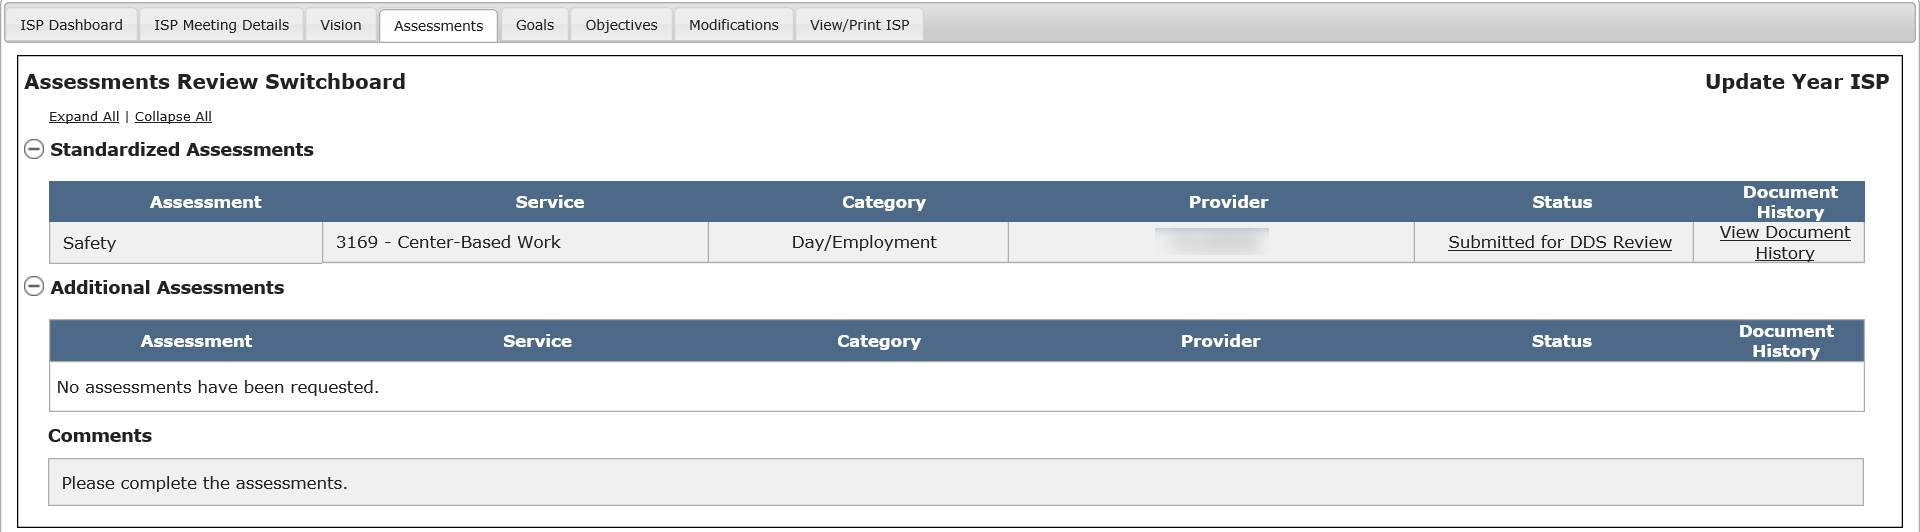 ISP Dashboard ISP Meeting Details Vision Assessments Goals Objectives Modifications View/Print ISP
Assessments Review Switchboard Update Year ISP
Expand All | Collapse All
Standardized Assessments
Assessment Service Category Provider Status Document History
Safety 3169 - Center-Based Work Day/Employment Submitted for DDS Review View Document History
Additional Assessments
Assessment Service Category Provider Status Document History
No assessments have been requested.
Comments
Please complete the assessments.